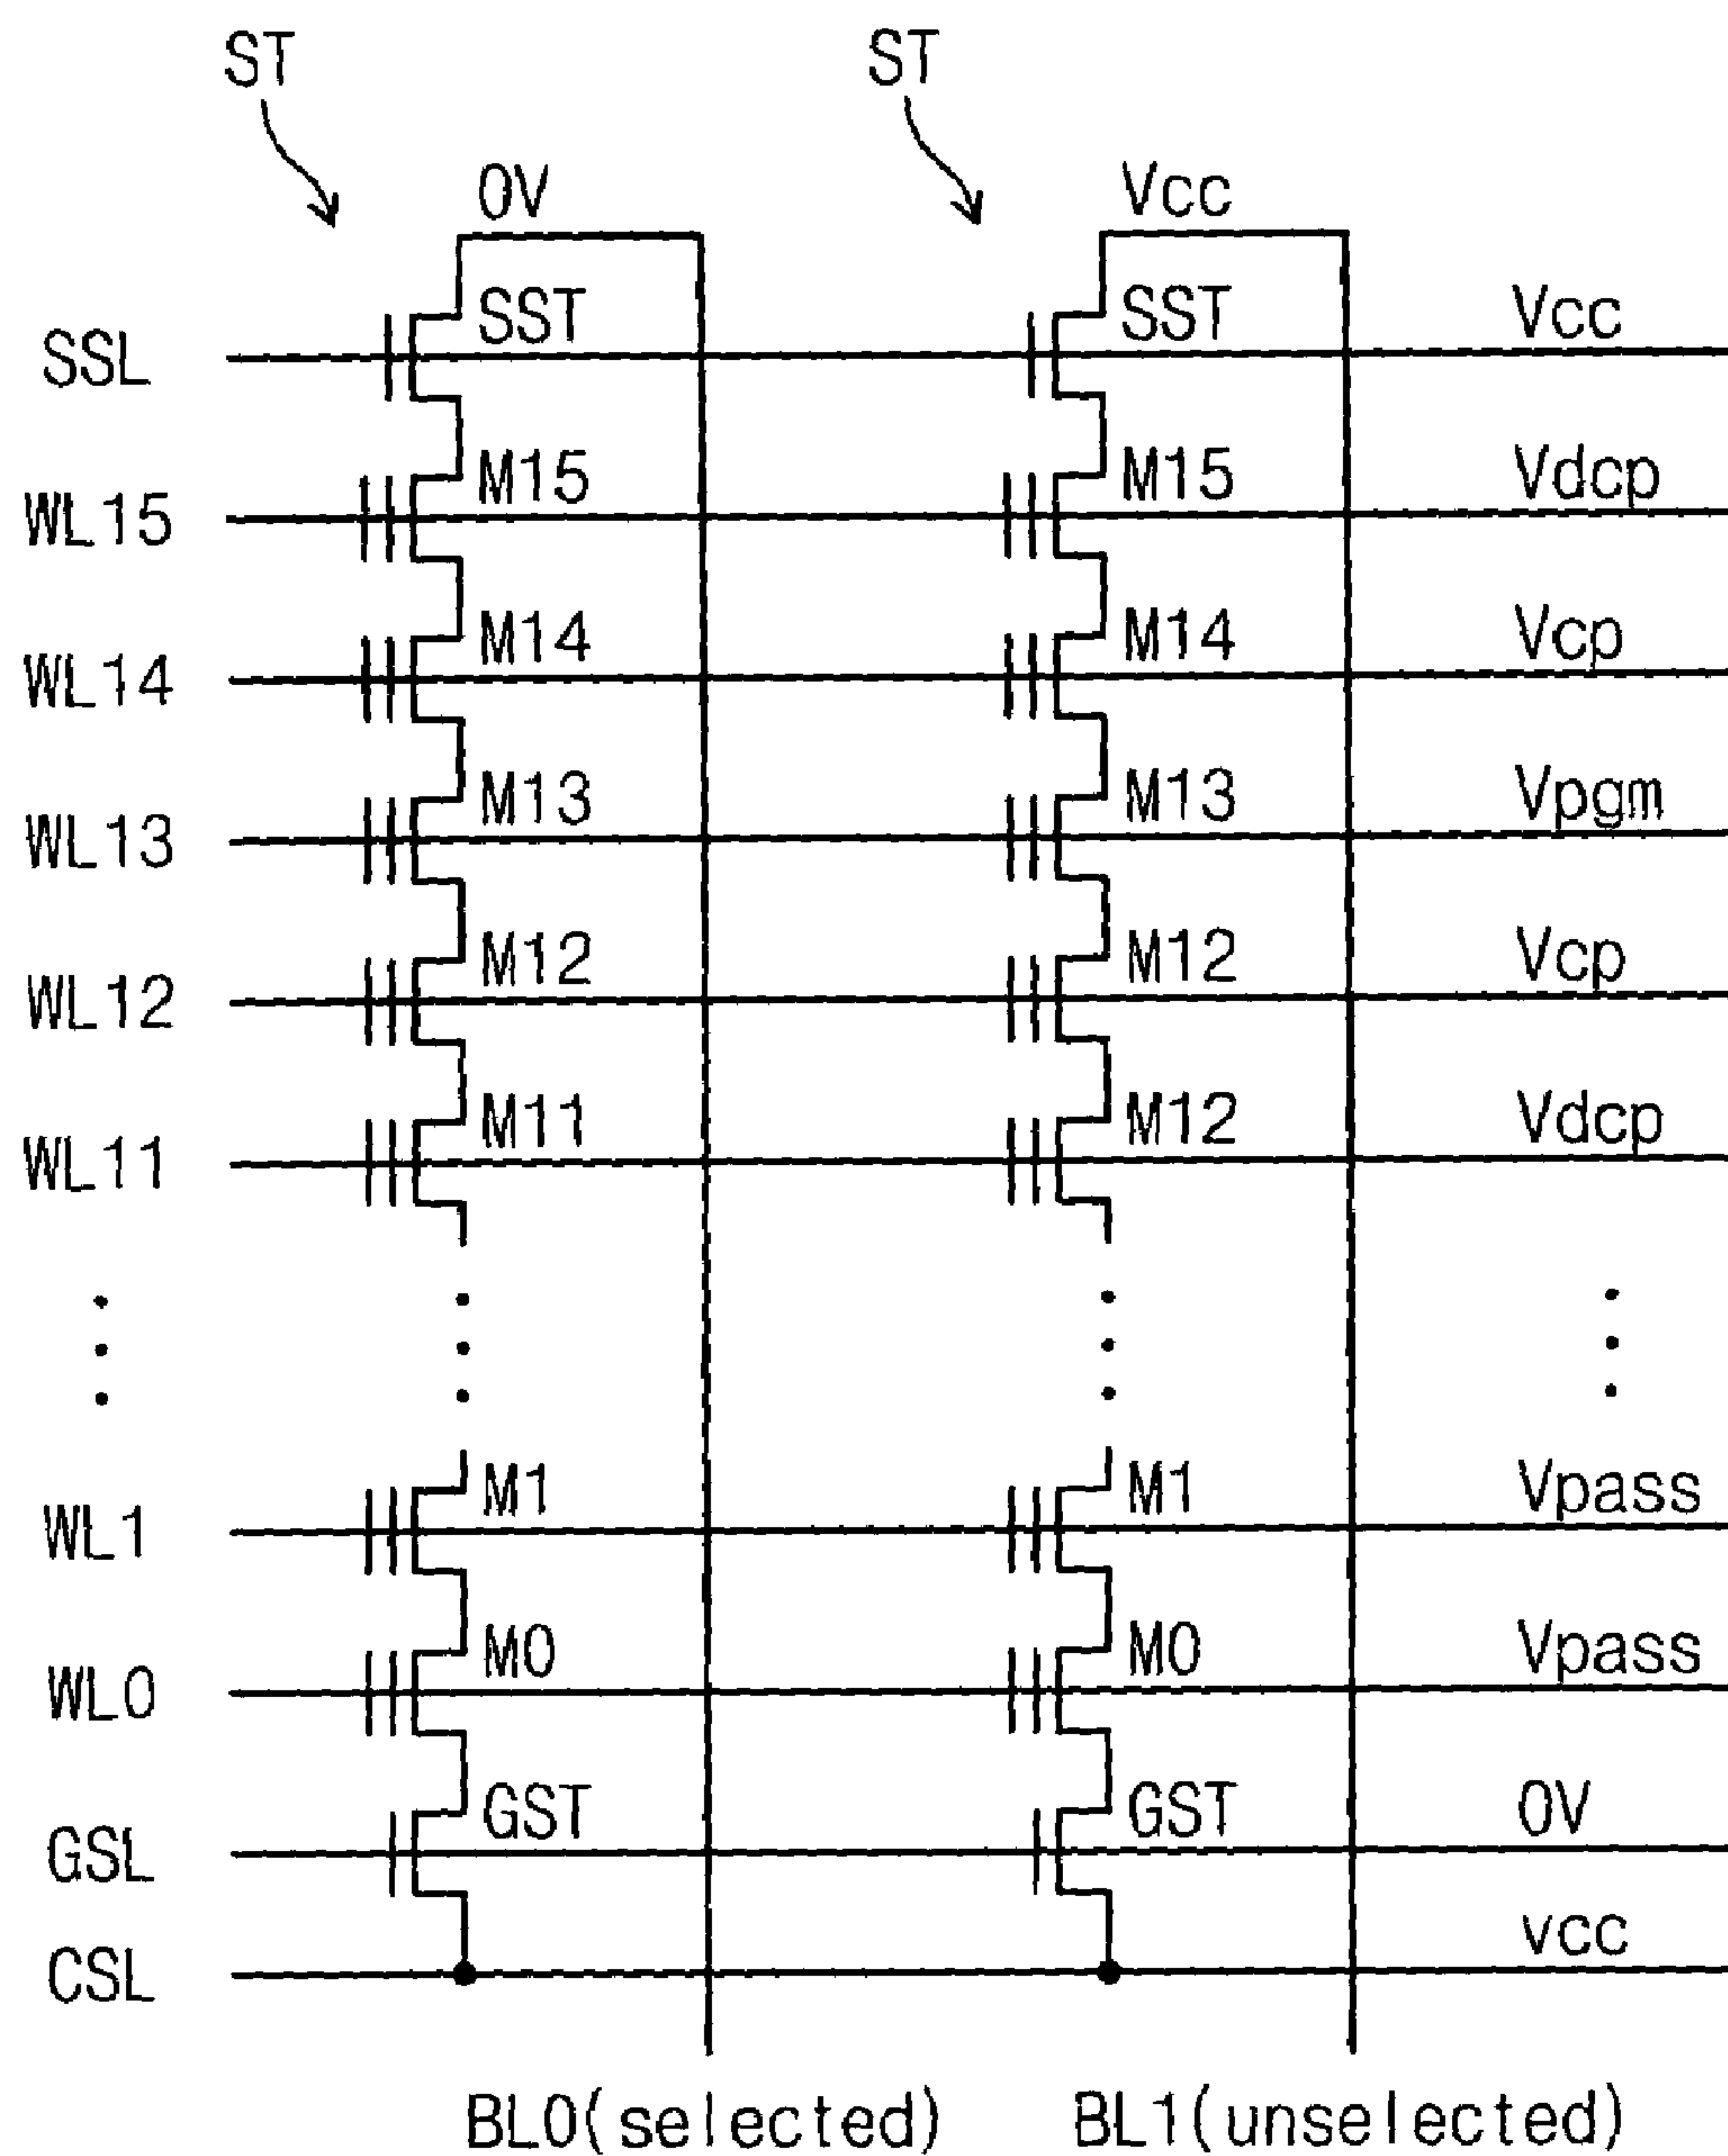 ST ST
0V Vcc
SSL SST SST Vcc
WL15 M15 M15 Vdcp
WL14 M14 M14 Vcp
WL13 M13 M13 Vpgm
WL12 M12 M12 Vcp
WL11 M11 M12 Vdcp
WL1 M1 M1 Vpass
WL0 M0 M0 Vpass
GSL GST GST 0V
CSL vcc
BL0(selected) BL1(unselected)